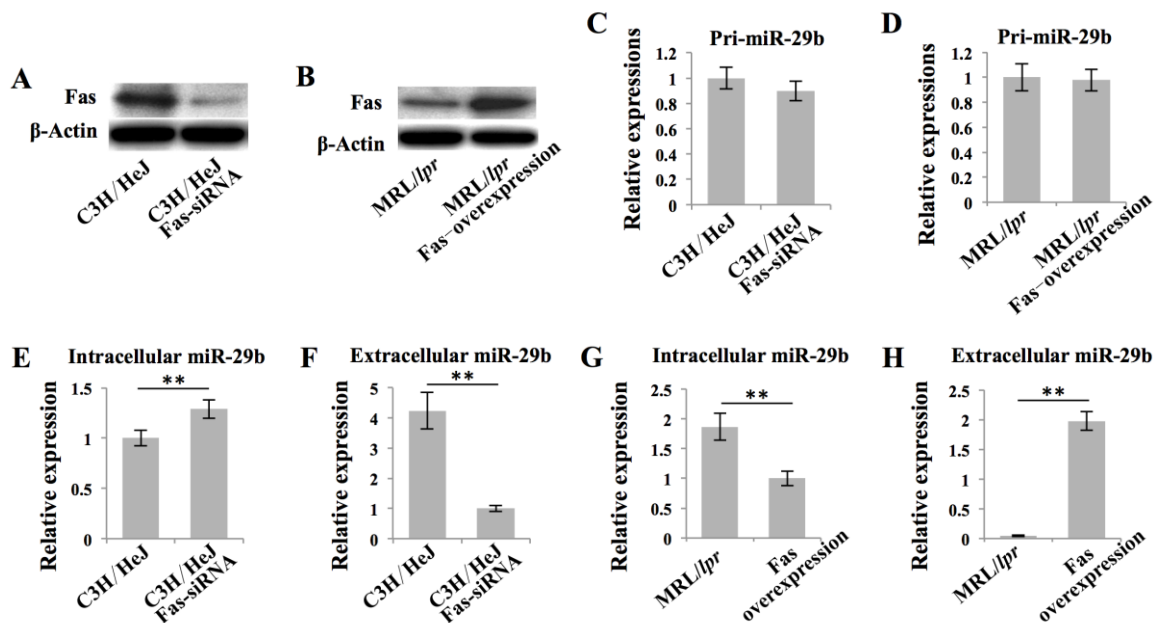 A
Fas
β-Actin
C3H/HeJ
C3H/HeJ
Fas-siRNA
B
Fas
β-Actin
MRL/lpr
MRL/lpr
Fas-overexpression
C
Pri-miR-29b
Relative expressions
1.2
1
0.8
0.6
0.4
0.2
0
C3H/HeJ
C3H/HeJ
Fas-siRNA
D
Pri-miR-29b
Relative expressions
1.2
1
0.8
0.6
0.4
0.2
0
MRL/lpr
MRL/lpr
Fas-overexpression
E
Intracellular miR-29b
Relative expression
1.5
1
0.5
0
**
C3H/HeJ
C3H/HeJ
Fas-siRNA
F
Extracellular miR-29b
Relative expression
5
4
3
2
1
0
**
C3H/HeJ
C3H/HeJ
Fas-siRNA
G
Intracellular miR-29b
Relative expression
2.5
2
1.5
1
0.5
0
**
MRL/lpr
Fas
overexpression
H
Extracellular miR-29b
Relative expression
2.5
2
1.5
1
0.5
0
**
MRL/lpr
Fas
overexpression